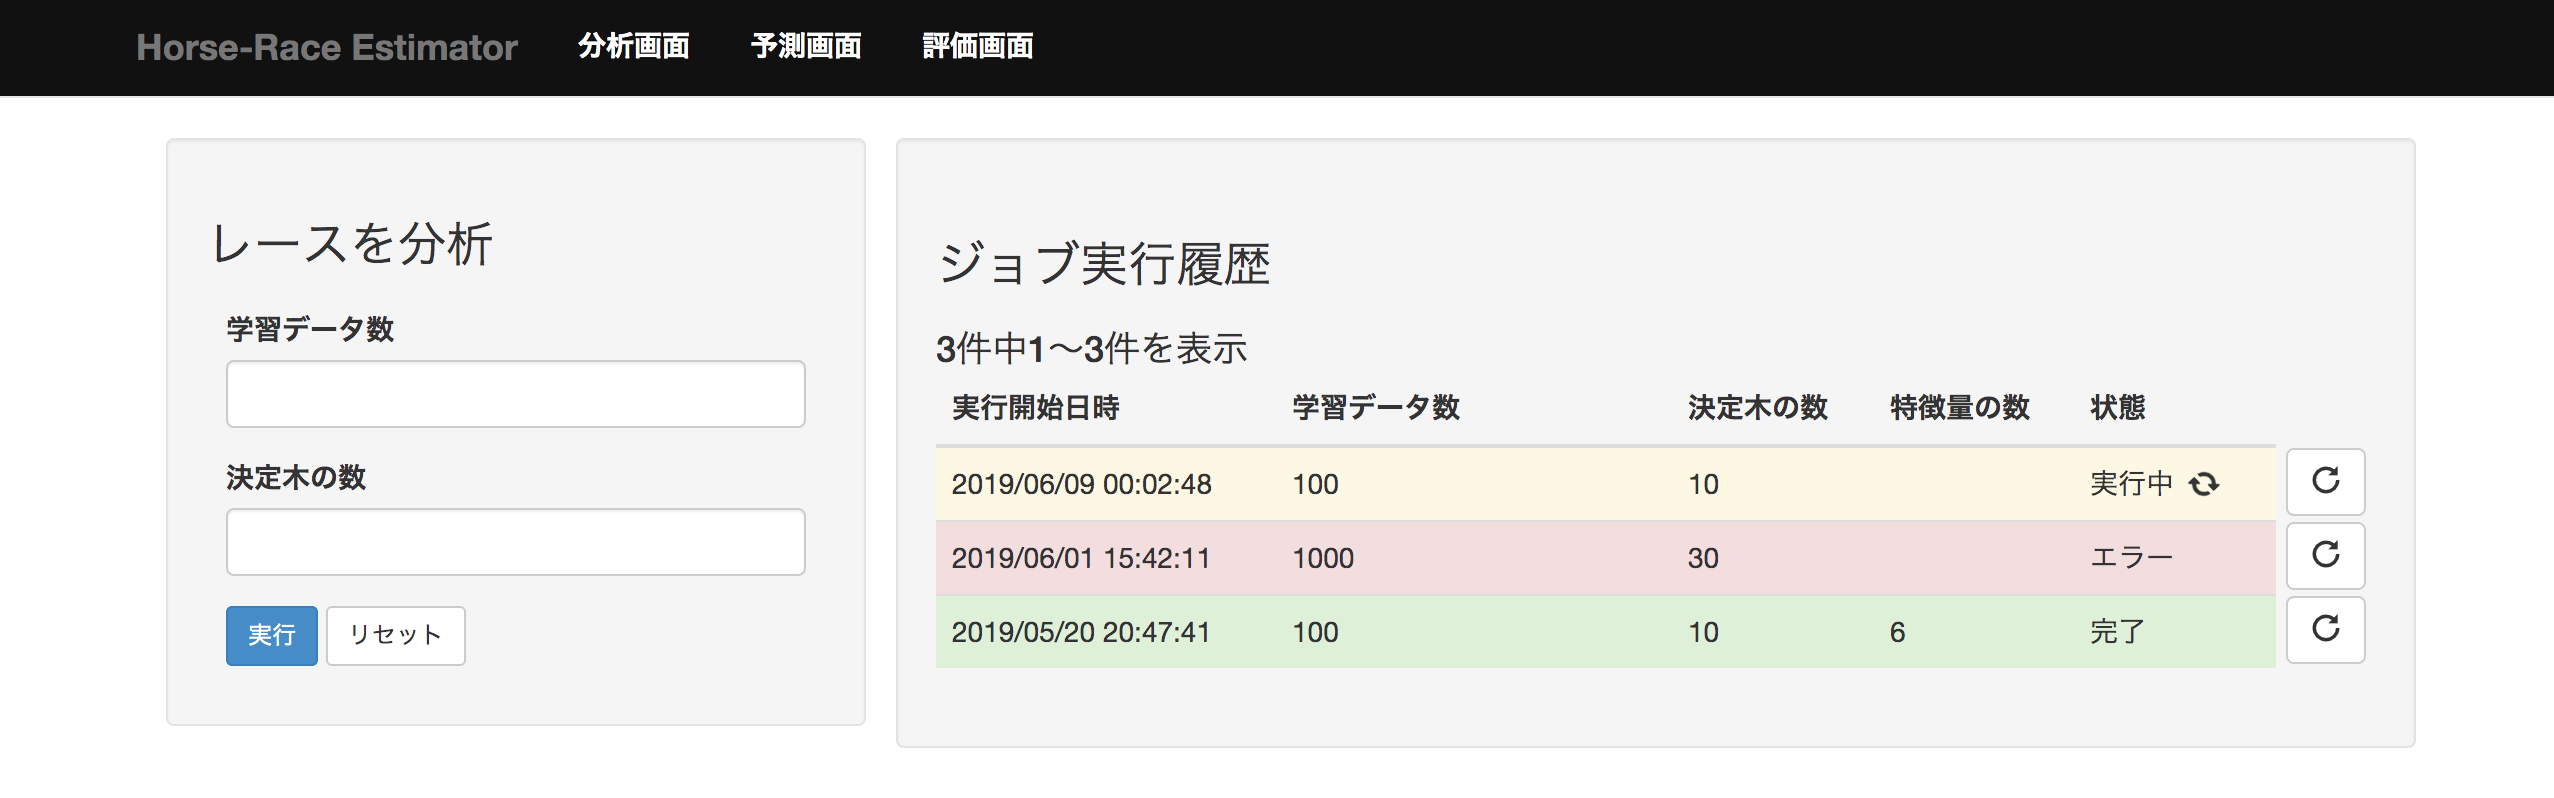 Horse-Race Estimator 分析画面 予測画面 評価画面
レースを分析
学習データ数
決定木の数
実行 リセット
ジョブ実行履歴
3件中1〜3件を表示
実行開始日時 学習データ数 決定木の数 特徴量の数 状態
2019/06/09 00:02:48 100 10 実行中
2019/06/01 15:42:11 1000 30 エラー
2019/05/20 20:47:41 100 10 6 完了